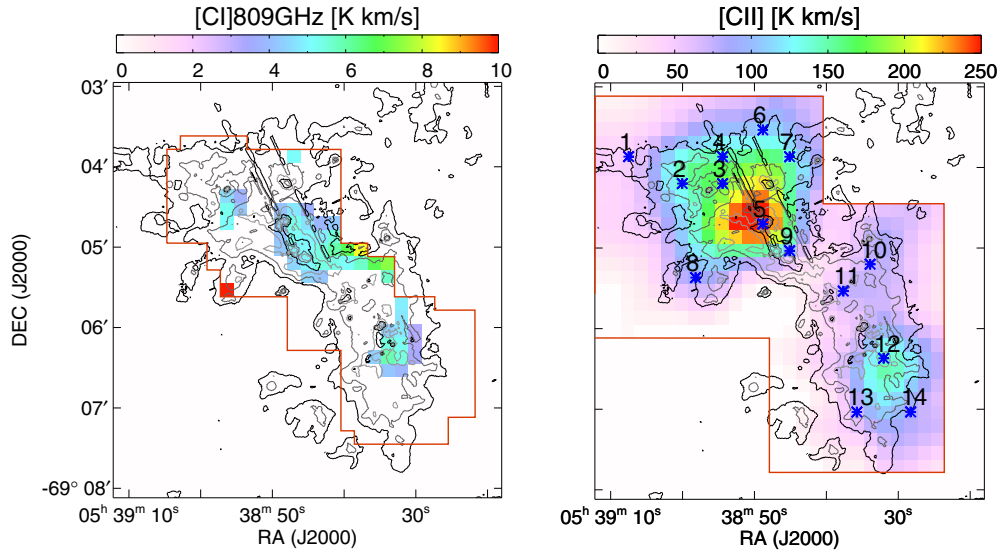 [CI]809GHz [K km/s]
0 2 4 6 8 10
03′
04′
05′
06′
07′
-69° 08′
DEC (J2000)
05ʰ 39ᵐ 10ˢ 38ᵐ 50ˢ 30ˢ
RA (J2000)
[CII] [K km/s]
0 50 100 150 200 250
6
1 4 7
2 3
5
9
8 10
11
12
13 14
05ʰ 39ᵐ 10ˢ 38ᵐ 50ˢ 30ˢ
RA (J2000)